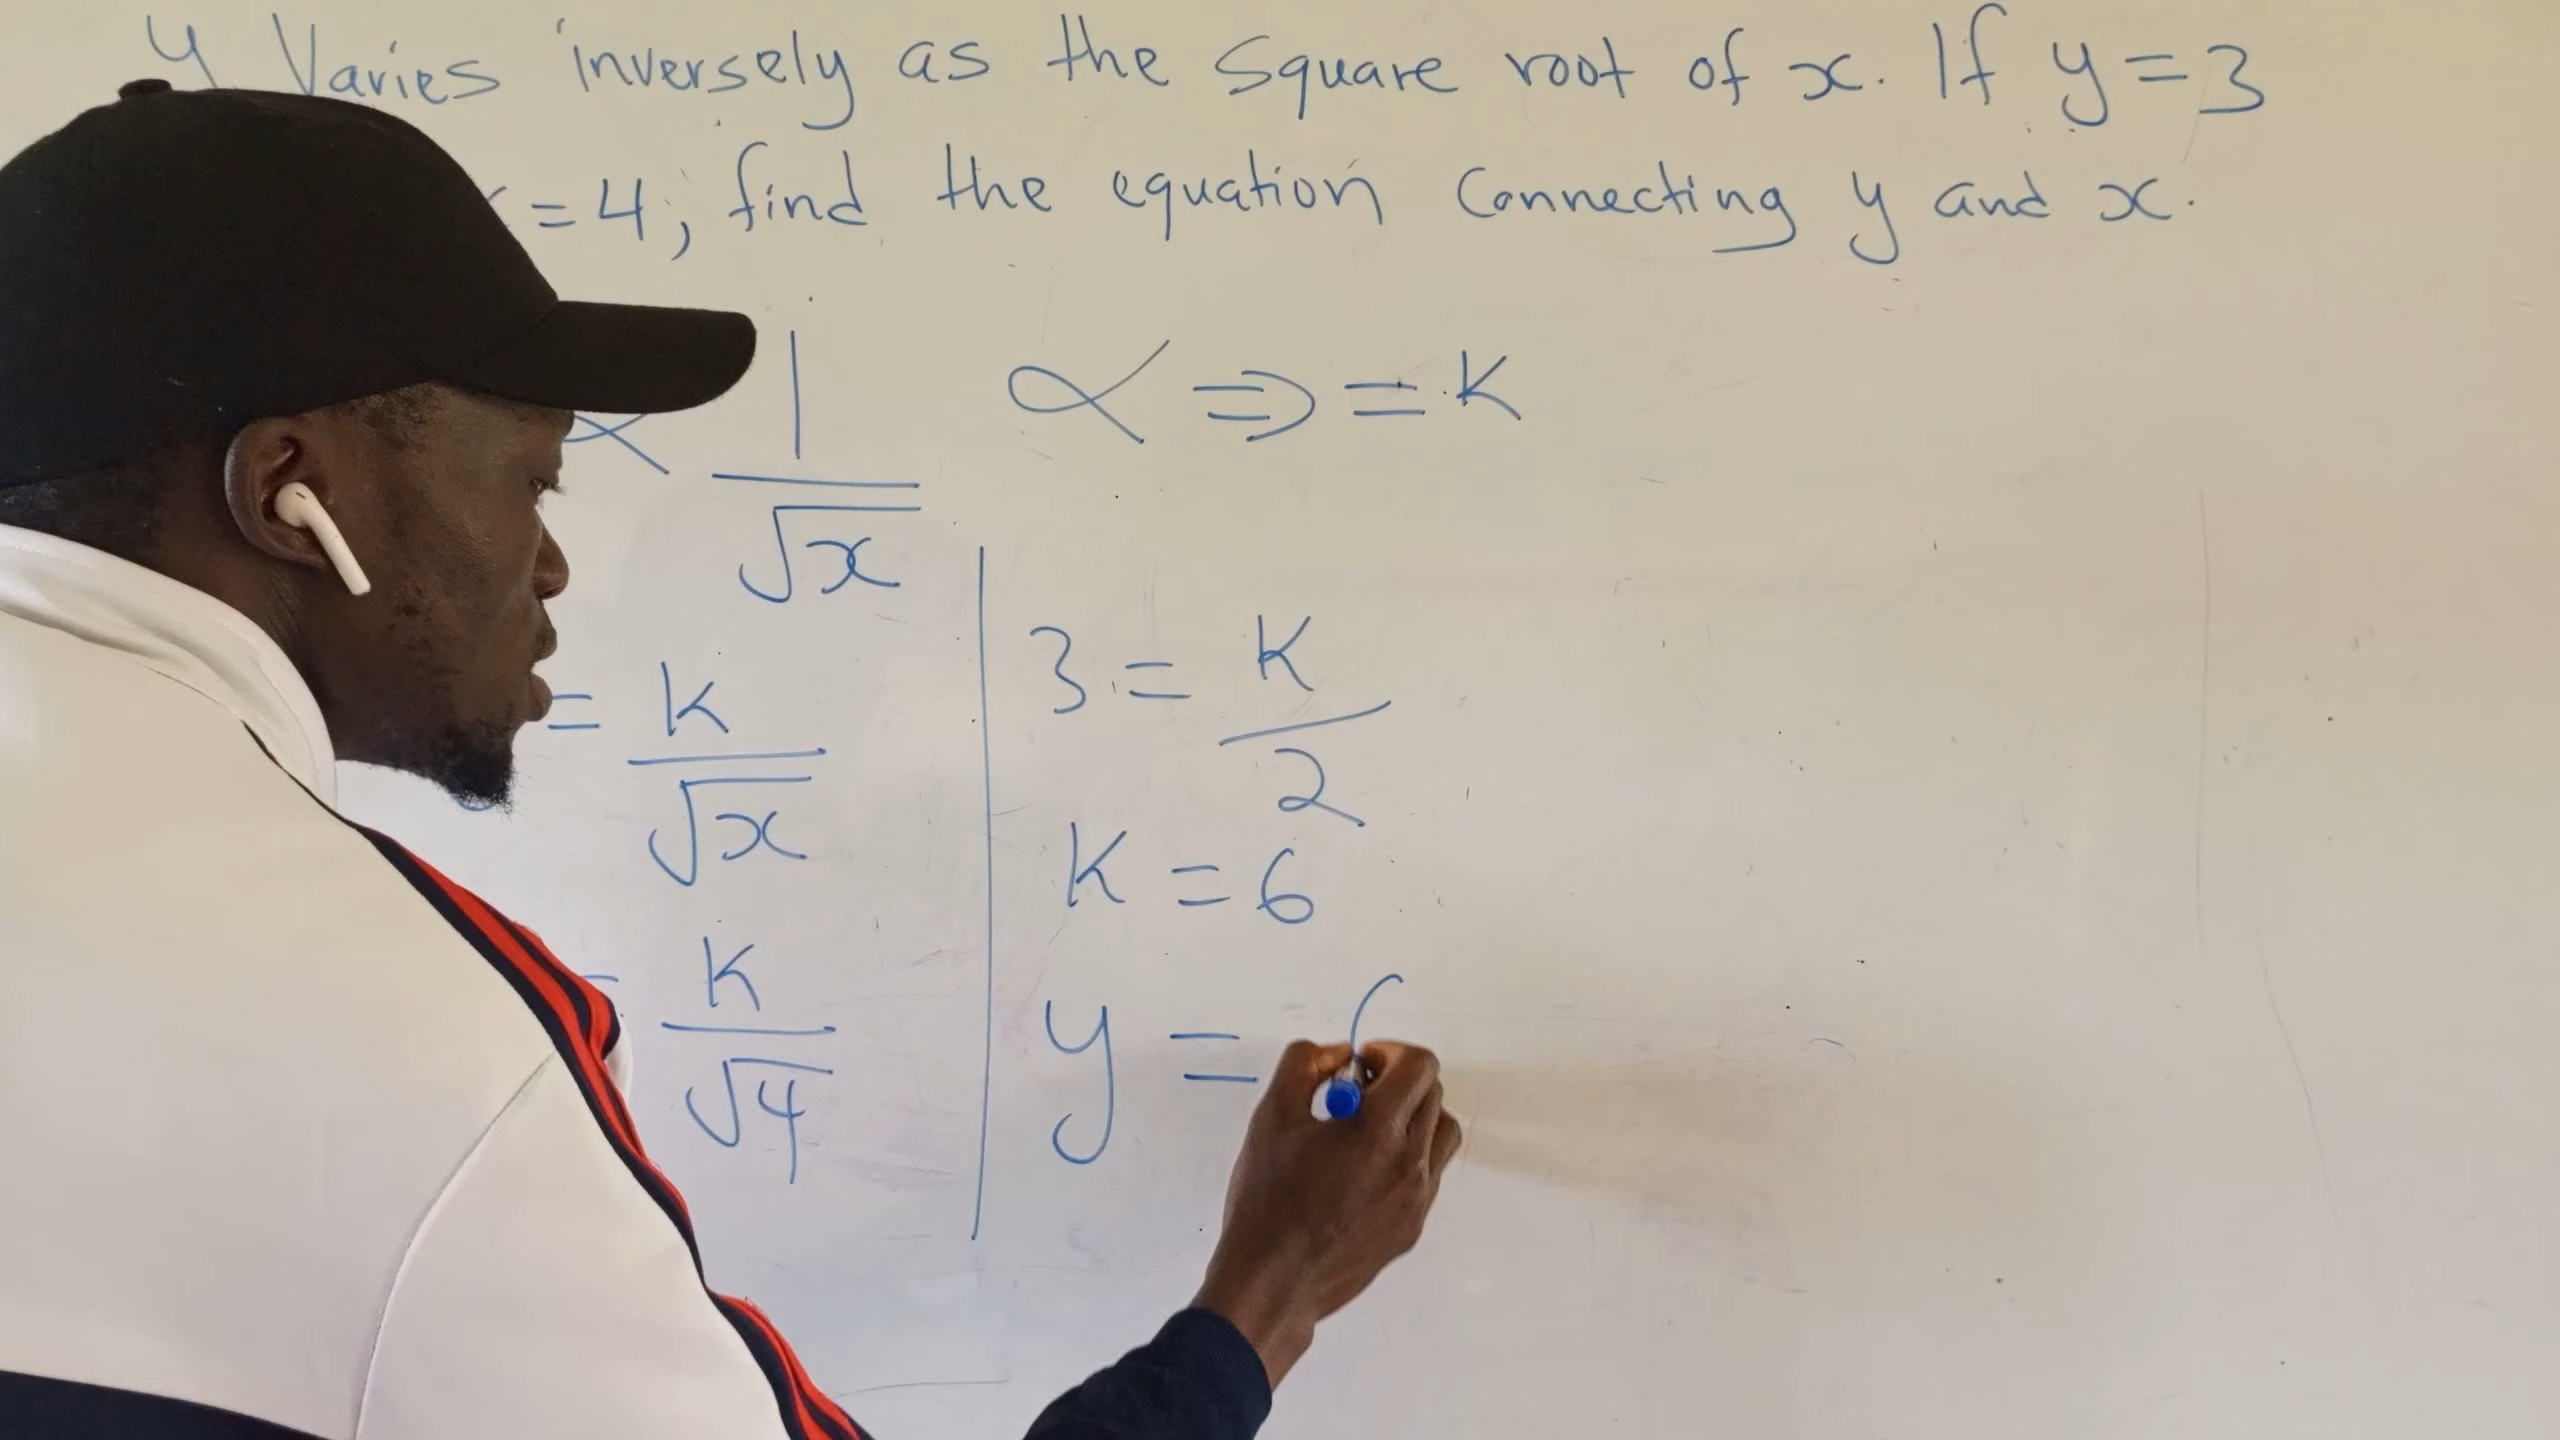 y Varies inversely as the square root of x. If y = 3
= 4, find the equation connecting y and x.
∝ 1/√x
∝ ⇒ = K
= K/√x
= K/√4
3 = K/2
K = 6
y =